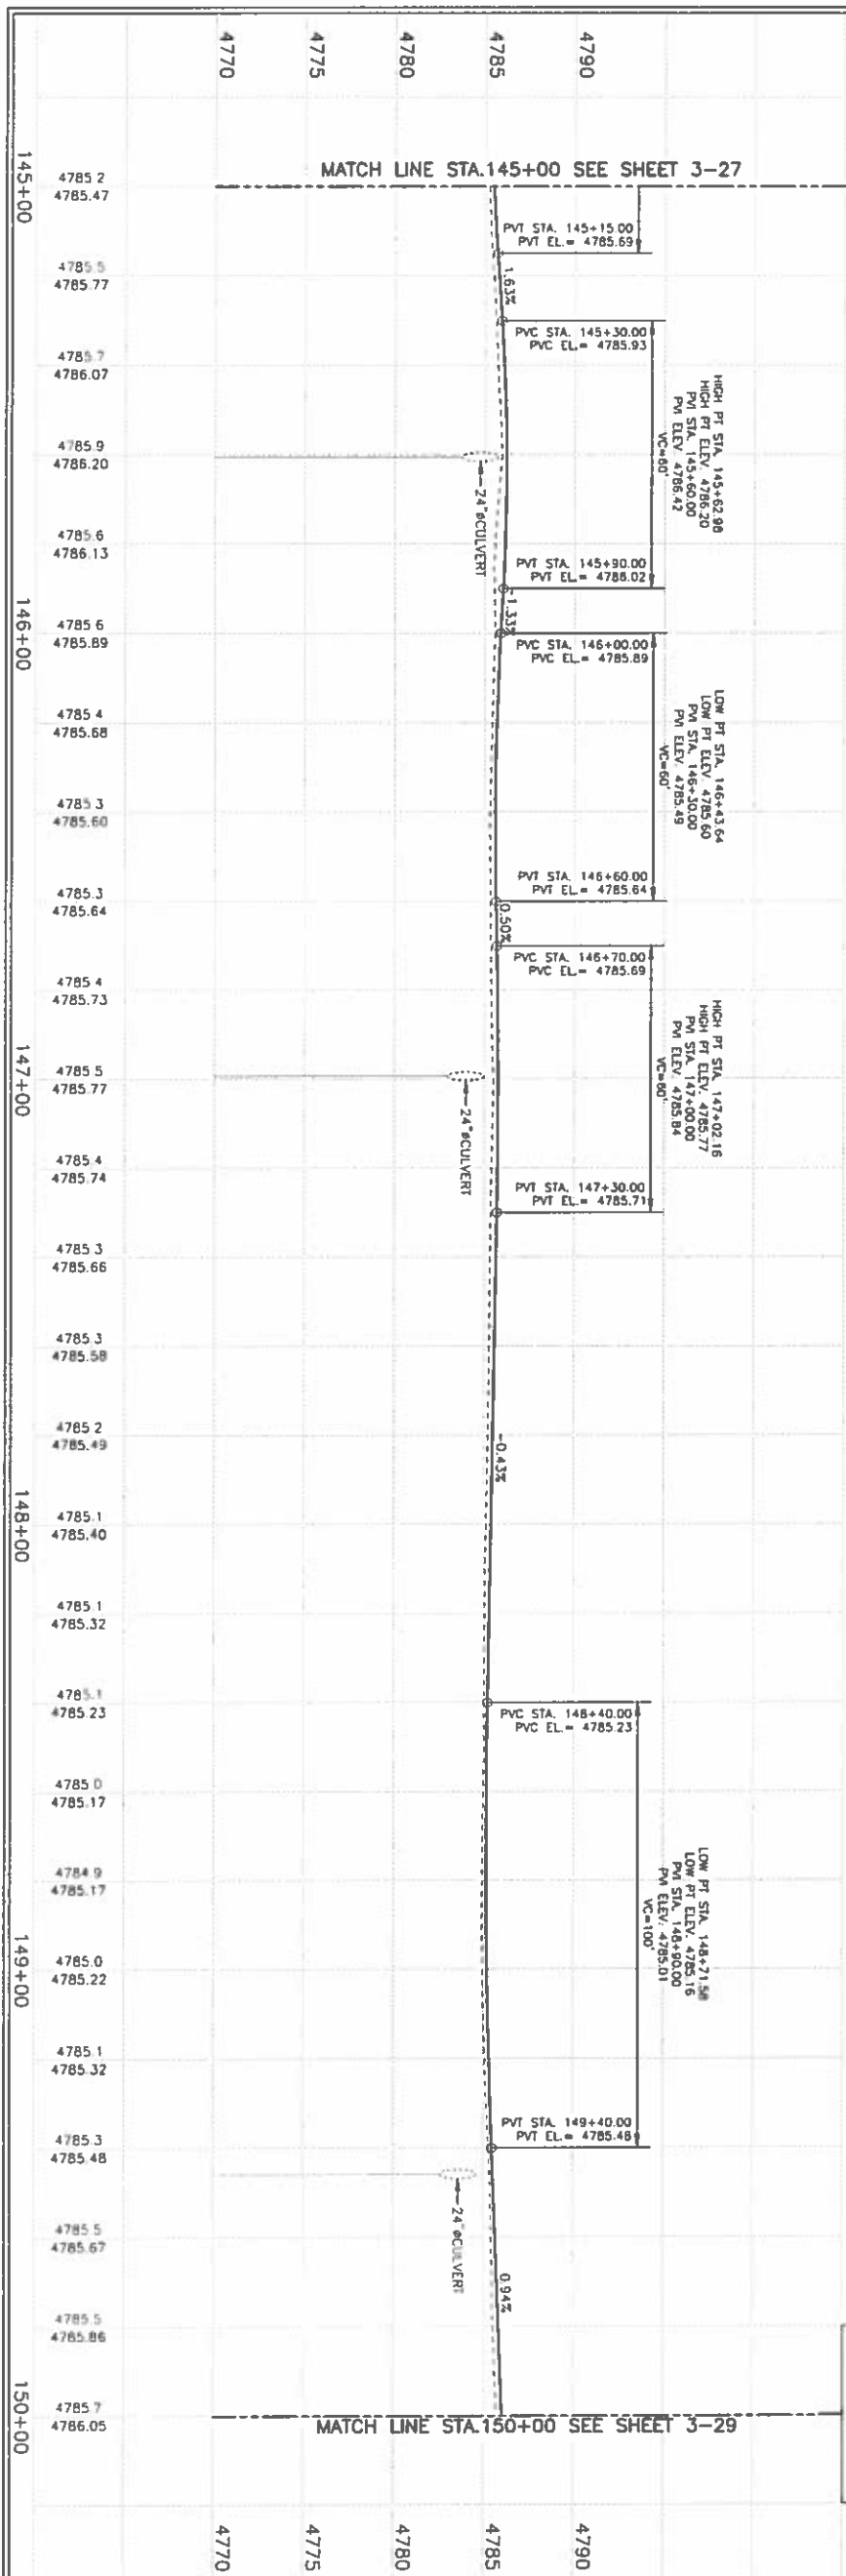 4770
4775
4780
4785
4790
MATCH LINE STA.145+00 SEE SHEET 3-27
145+00
4785.2
4785.47
PVT STA. 145+15.00
PVT EL.= 4785.69
4785.5
4785.77
1.63%
PVC STA. 145+30.00
PVC EL.= 4785.93
4785.7
4786.07
HIGH PT STA. 145+62.98
HIGH PT ELEV. 4786.20
PVI STA. 145+60.00
PVI ELEV. 4786.42
VC=60'
4785.9
4786.20
24"øCULVERT
4785.6
4786.13
PVT STA. 145+90.00
PVT EL.= 4786.02
-1.33%
146+00
4785.6
4785.89
PVC STA. 146+00.00
PVC EL.= 4785.89
4785.4
4785.68
LOW PT STA. 146+43.64
LOW PT ELEV. 4785.60
PVI STA. 146+30.00
PVI ELEV. 4785.49
VC=60'
4785.3
4785.60
PVT STA. 146+60.00
PVT EL.= 4785.64
4785.3
4785.64
0.50%
PVC STA. 146+70.00
PVC EL.= 4785.69
4785.4
4785.73
HIGH PT STA. 147+02.16
HIGH PT ELEV. 4785.77
PVI STA. 147+00.00
PVI ELEV. 4785.84
VC=60'
147+00
4785.5
4785.77
24"øCULVERT
4785.4
4785.74
PVT STA. 147+30.00
PVT EL.= 4785.71
4785.3
4785.66
4785.3
4785.58
4785.2
4785.49
-0.43%
148+00
4785.1
4785.40
4785.1
4785.32
4785.1
4785.23
PVC STA. 148+40.00
PVC EL.= 4785.23
4785.0
4785.17
4784.9
4785.17
LOW PT STA. 148+71.58
LOW PT ELEV. 4785.16
PVI STA. 148+90.00
PVI ELEV. 4785.01
VC=100'
149+00
4785.0
4785.22
4785.1
4785.32
PVT STA. 149+40.00
PVT EL.= 4785.48
4785.3
4785.48
24"øCULVERT
4785.5
4785.67
0.94%
4785.5
4785.86
150+00
4785.7
4786.05
MATCH LINE STA.150+00 SEE SHEET 3-29
4770
4775
4780
4785
4790